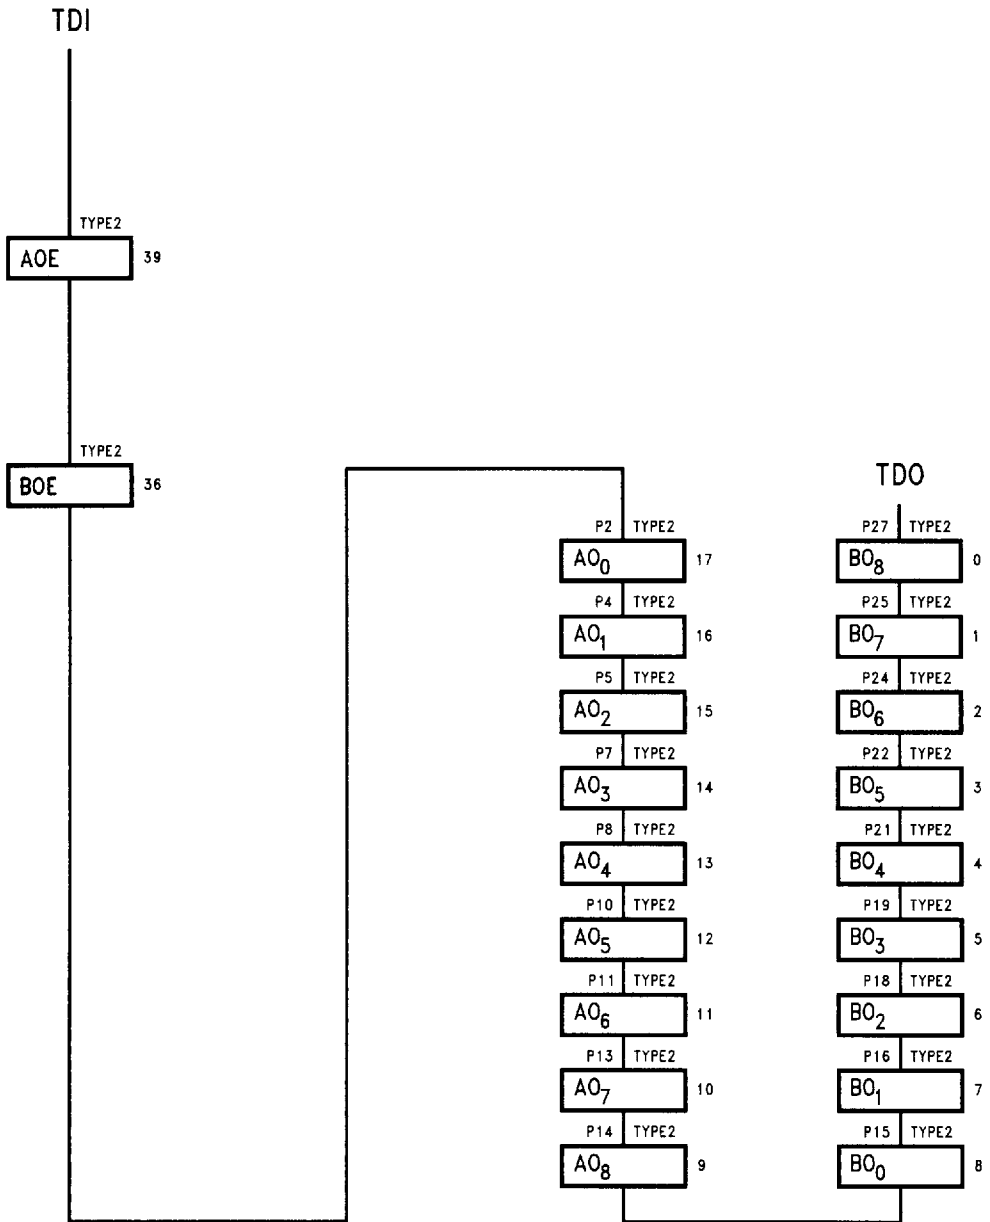 TDI
TYPE2
AOE 39
TYPE2
BOE 36
P2 TYPE2
AO₀ 17
P4 TYPE2
AO₁ 16
P5 TYPE2
AO₂ 15
P7 TYPE2
AO₃ 14
P8 TYPE2
AO₄ 13
P10 TYPE2
AO₅ 12
P11 TYPE2
AO₆ 11
P13 TYPE2
AO₇ 10
P14 TYPE2
AO₈ 9
TDO
P27 TYPE2
BO₈ 0
P25 TYPE2
BO₇ 1
P24 TYPE2
BO₆ 2
P22 TYPE2
BO₅ 3
P21 TYPE2
BO₄ 4
P19 TYPE2
BO₃ 5
P18 TYPE2
BO₂ 6
P16 TYPE2
BO₁ 7
P15 TYPE2
BO₀ 8